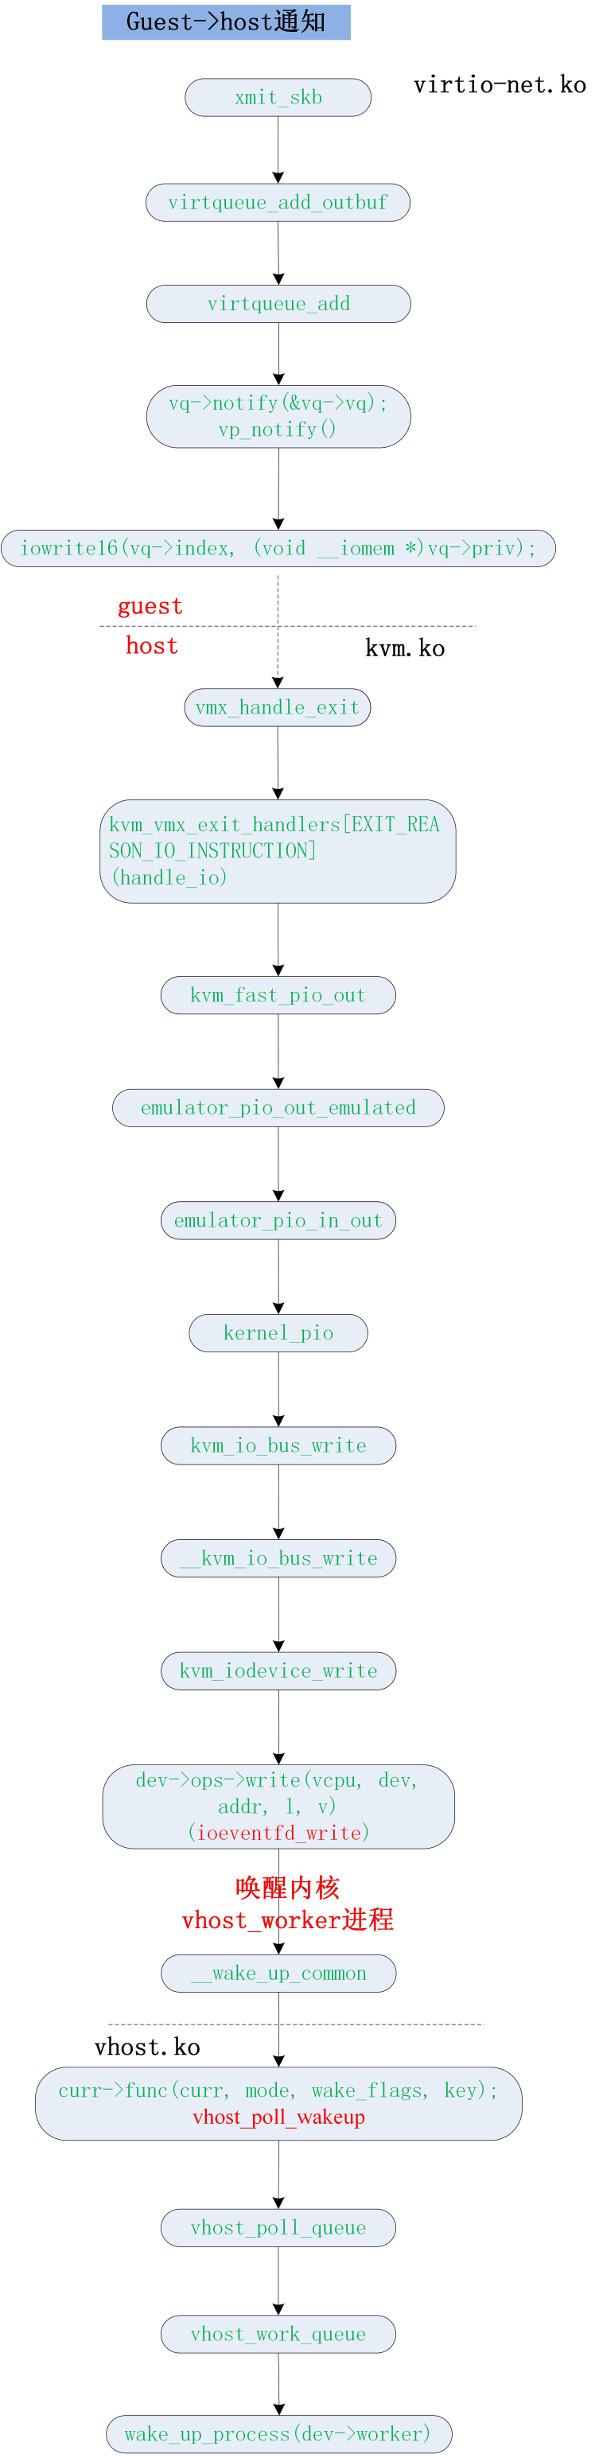 Guest->host通知
virtio-net.ko
xmit_skb
virtqueue_add_outbuf
virtqueue_add
vq->notify(&vq->vq);
vp_notify()
iowrite16(vq->index, (void __iomem *)vq->priv);
guest
host
kvm.ko
vmx_handle_exit
kvm_vmx_exit_handlers[EXIT_REA
SON_IO_INSTRUCTION]
(handle_io)
kvm_fast_pio_out
emulator_pio_out_emulated
emulator_pio_in_out
kernel_pio
kvm_io_bus_write
__kvm_io_bus_write
kvm_iodevice_write
dev->ops->write(vcpu, dev,
addr, l, v)
(ioeventfd_write)
唤醒内核
vhost_worker进程
__wake_up_common
vhost.ko
curr->func(curr, mode, wake_flags, key);
vhost_poll_wakeup
vhost_poll_queue
vhost_work_queue
wake_up_process(dev->worker)